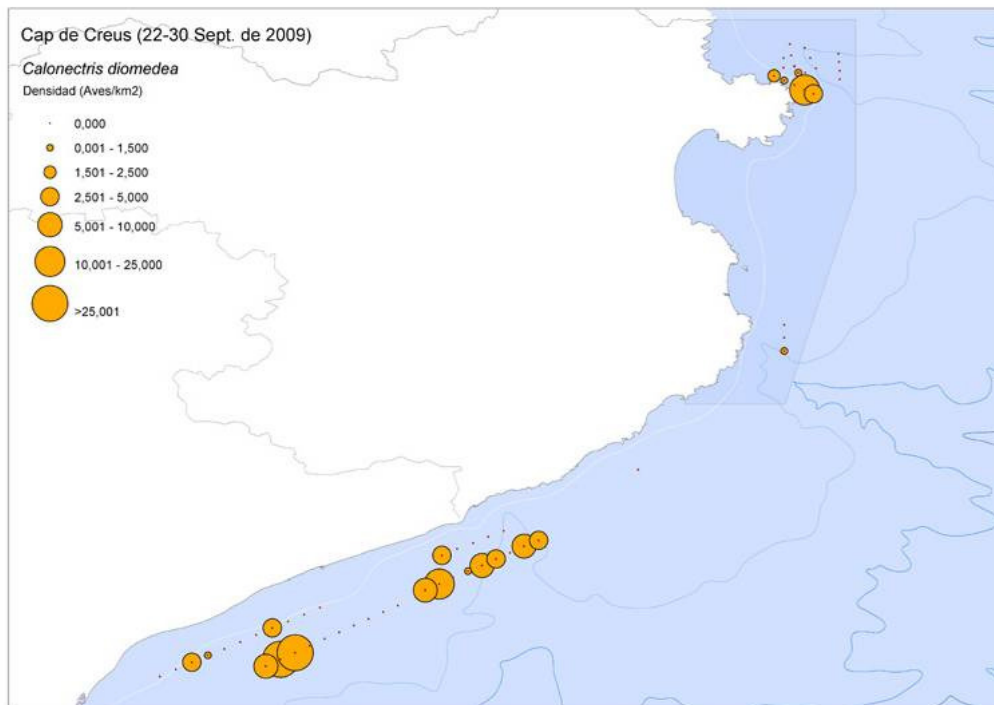 Cap de Creus (22-30 Sept. de 2009)
Calonectris diomedea
Densidad (Aves/km2)
0,000
0,001 - 1,500
1,501 - 2,500
2,501 - 5,000
5,001 - 10,000
10,001 - 25,000
>25,001